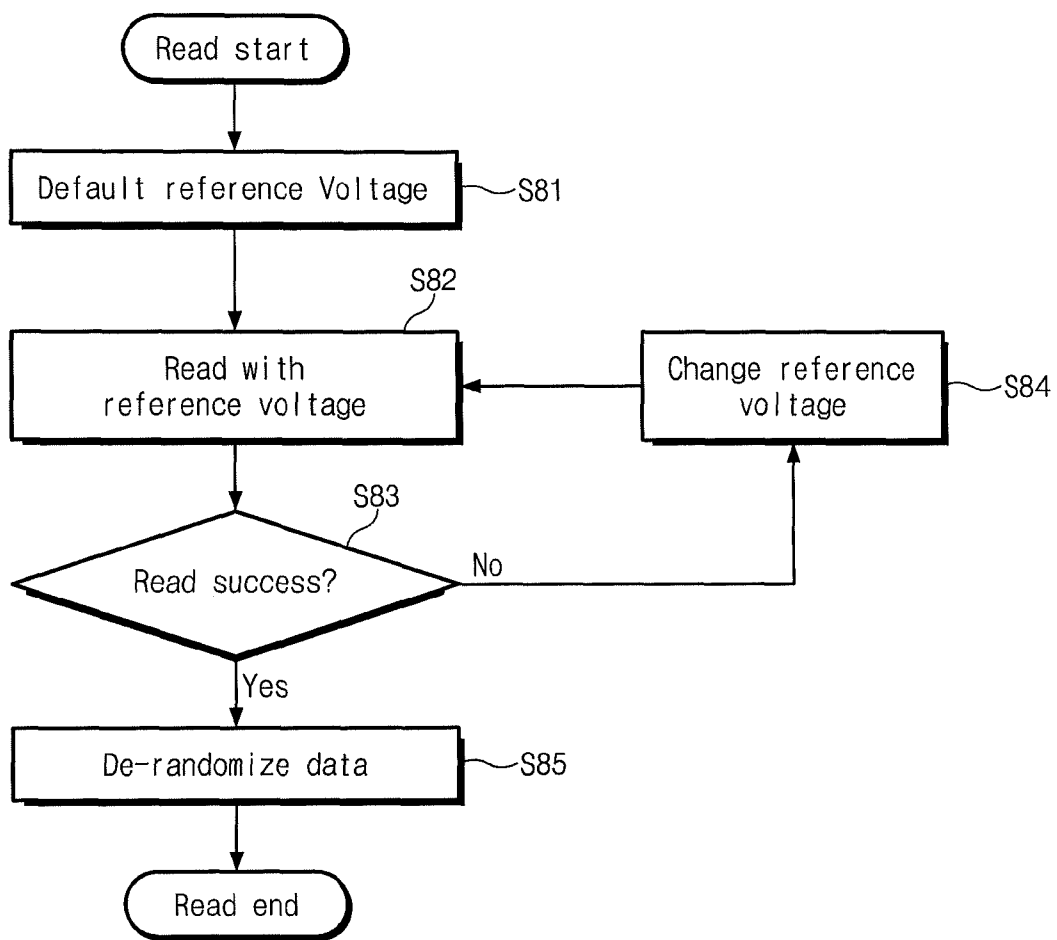 Read start
Default reference Voltage
S81
S82
Read with
reference voltage
Change reference
voltage
S84
S83
Read success?
No
Yes
De-randomize data
S85
Read end